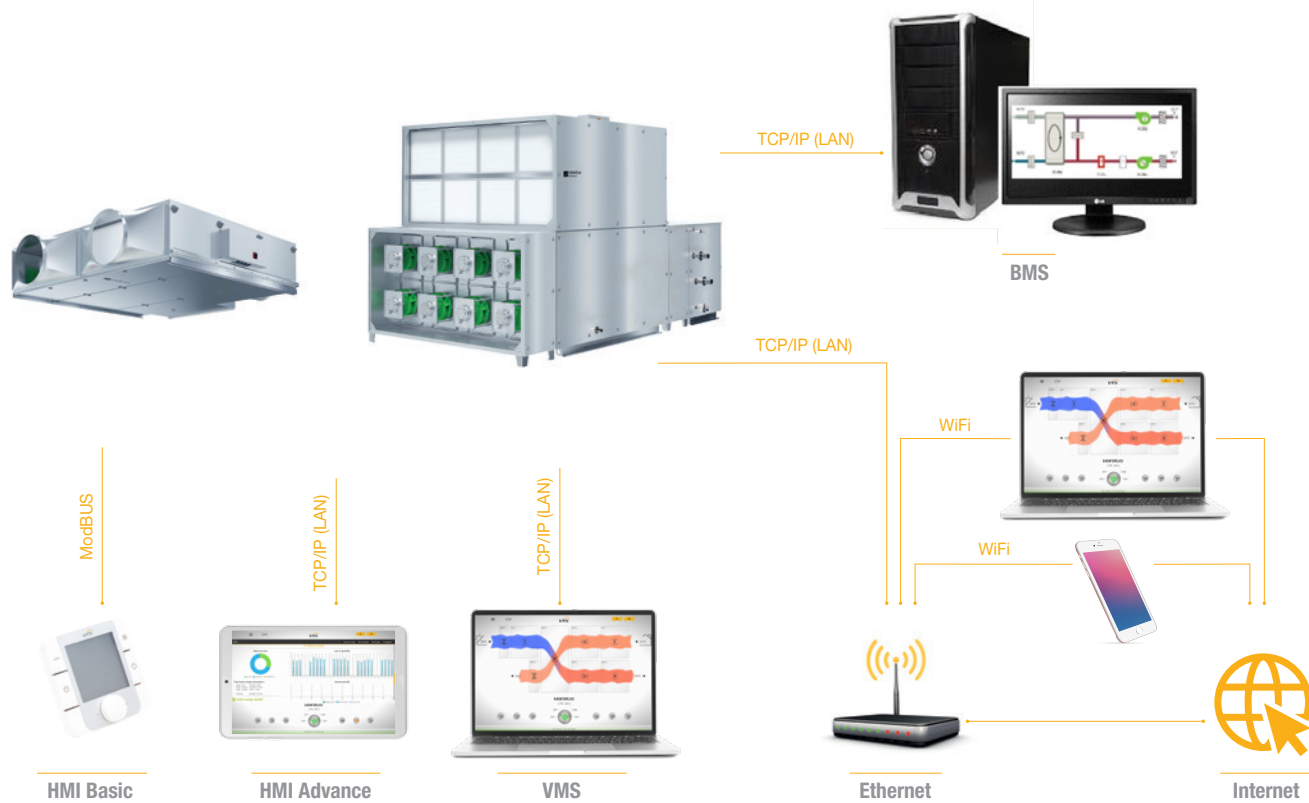 TCP/IP (LAN)
BMS
TCP/IP (LAN)
WiFi
ModBUS
TCP/IP (LAN)
TCP/IP (LAN)
WiFi
HMI Basic
HMI Advance
VMS
Ethernet
Internet